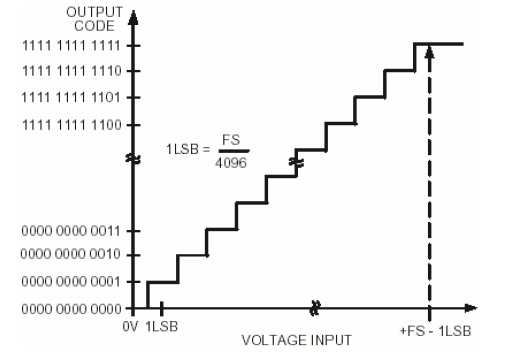 OUTPUT
CODE
1111 1111 1111
1111 1111 1110
1111 1111 1101
1111 1111 1100
1LSB = FS
4096
0000 0000 0011
0000 0000 0010
0000 0000 0001
0000 0000 0000
0V 1LSB
VOLTAGE INPUT
+FS - 1LSB